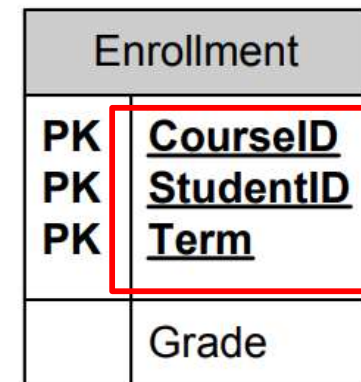 Enrollment
PK CourseID
PK StudentID
PK Term
Grade